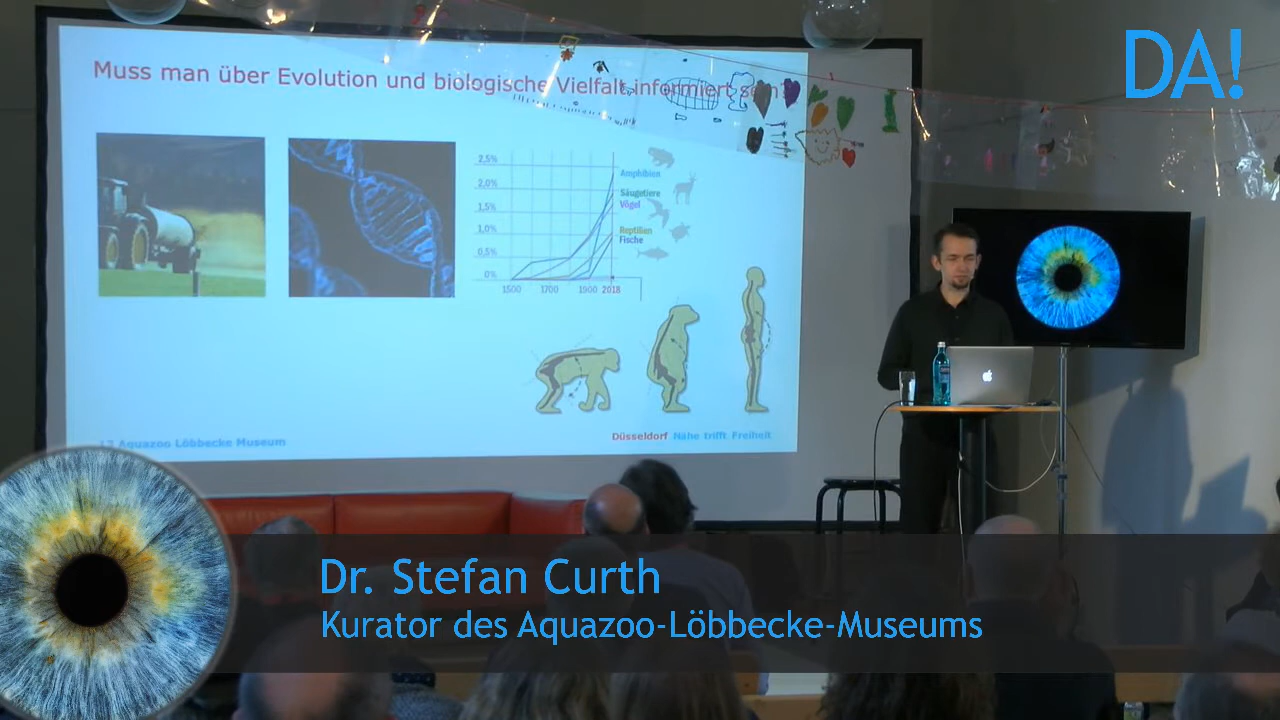 DA!
Muss man über Evolution und biologische Vielfalt informiert sein?
2,5%
2,0%
1,5%
1,0%
0,5%
0%
1500 1700 1900 2018
Amphibien
Säugetiere
Vögel
Reptilien
Fische
Aquazoo Löbbecke Museum
Düsseldorf Nähe trifft Freiheit
Dr. Stefan Curth
Kurator des Aquazoo-Löbbecke-Museums